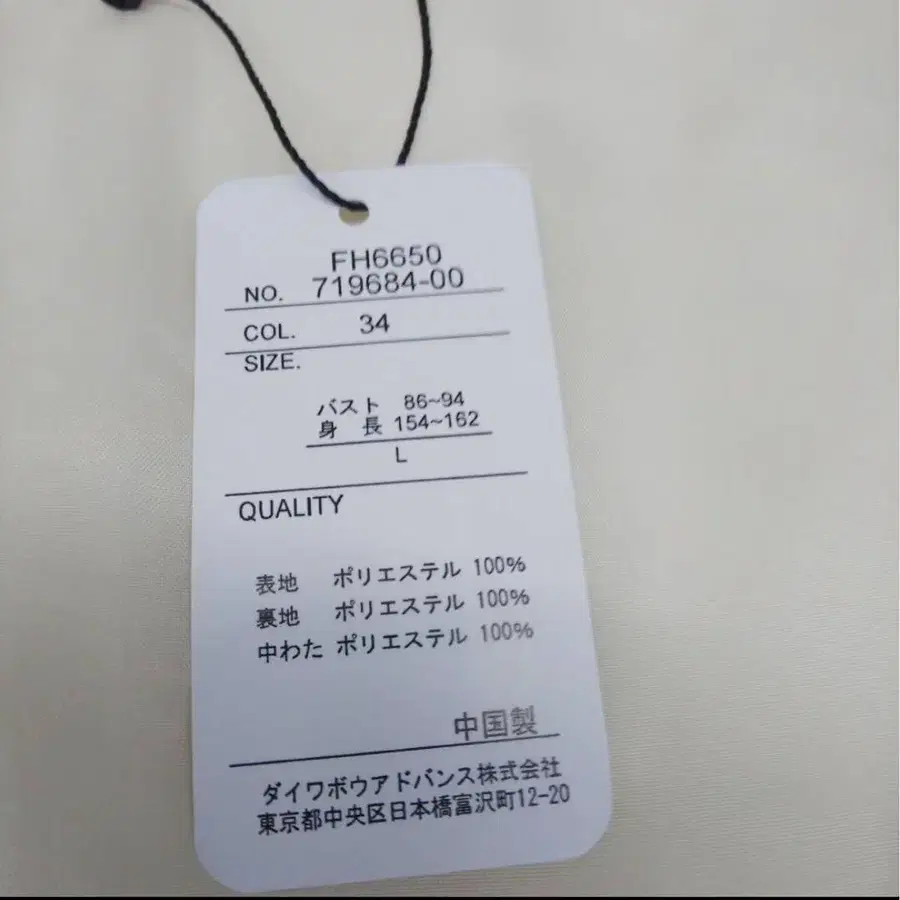 FH6650
NO. 719684-00
COL. 34
SIZE.
バスト 86~94
身 長 154~162
L
QUALITY
表地 ポリエステル 100%
裏地 ポリエステル 100%
中わた ポリエステル 100%
中国製
ダイワボウアドバンス株式会社
東京都中央区日本橋富沢町12-20